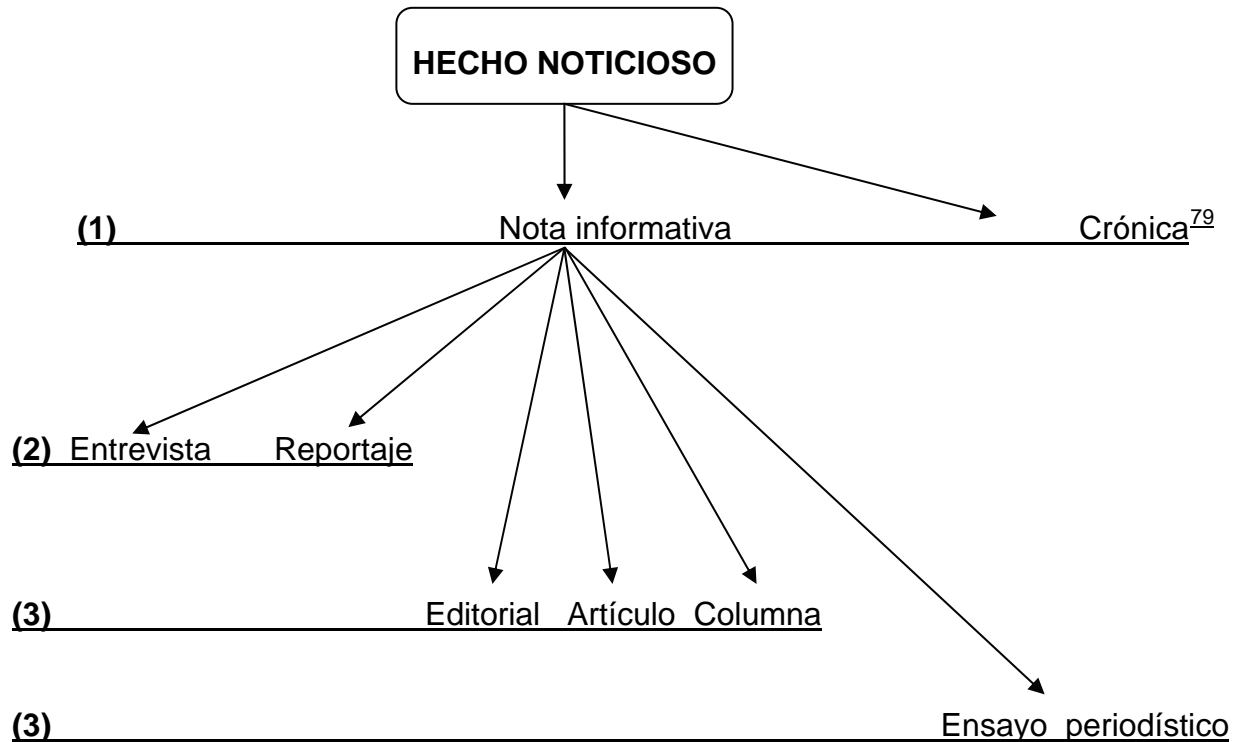 HECHO NOTICIOSO
(1) Nota informativa Crónica79
(2) Entrevista Reportaje
(3) Editorial Artículo Columna
(3) Ensayo periodístico